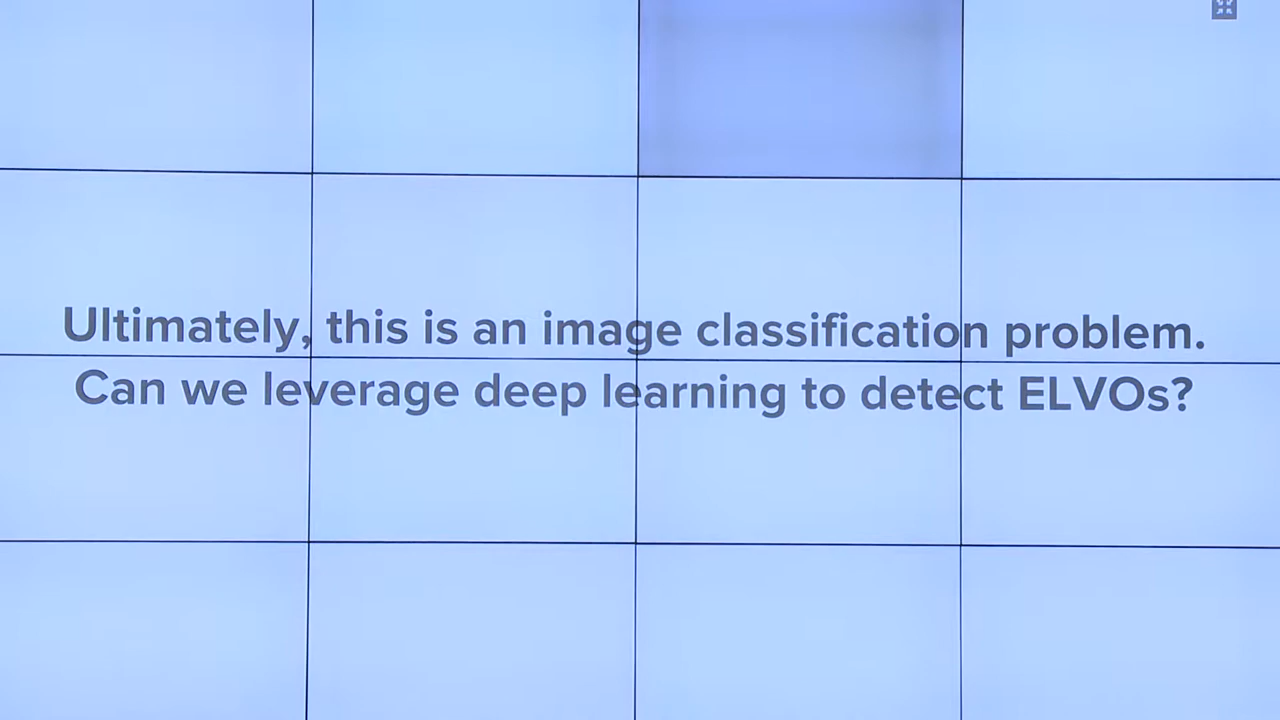 Ultimately, this is an image classification problem.
Can we leverage deep learning to detect ELVOs?